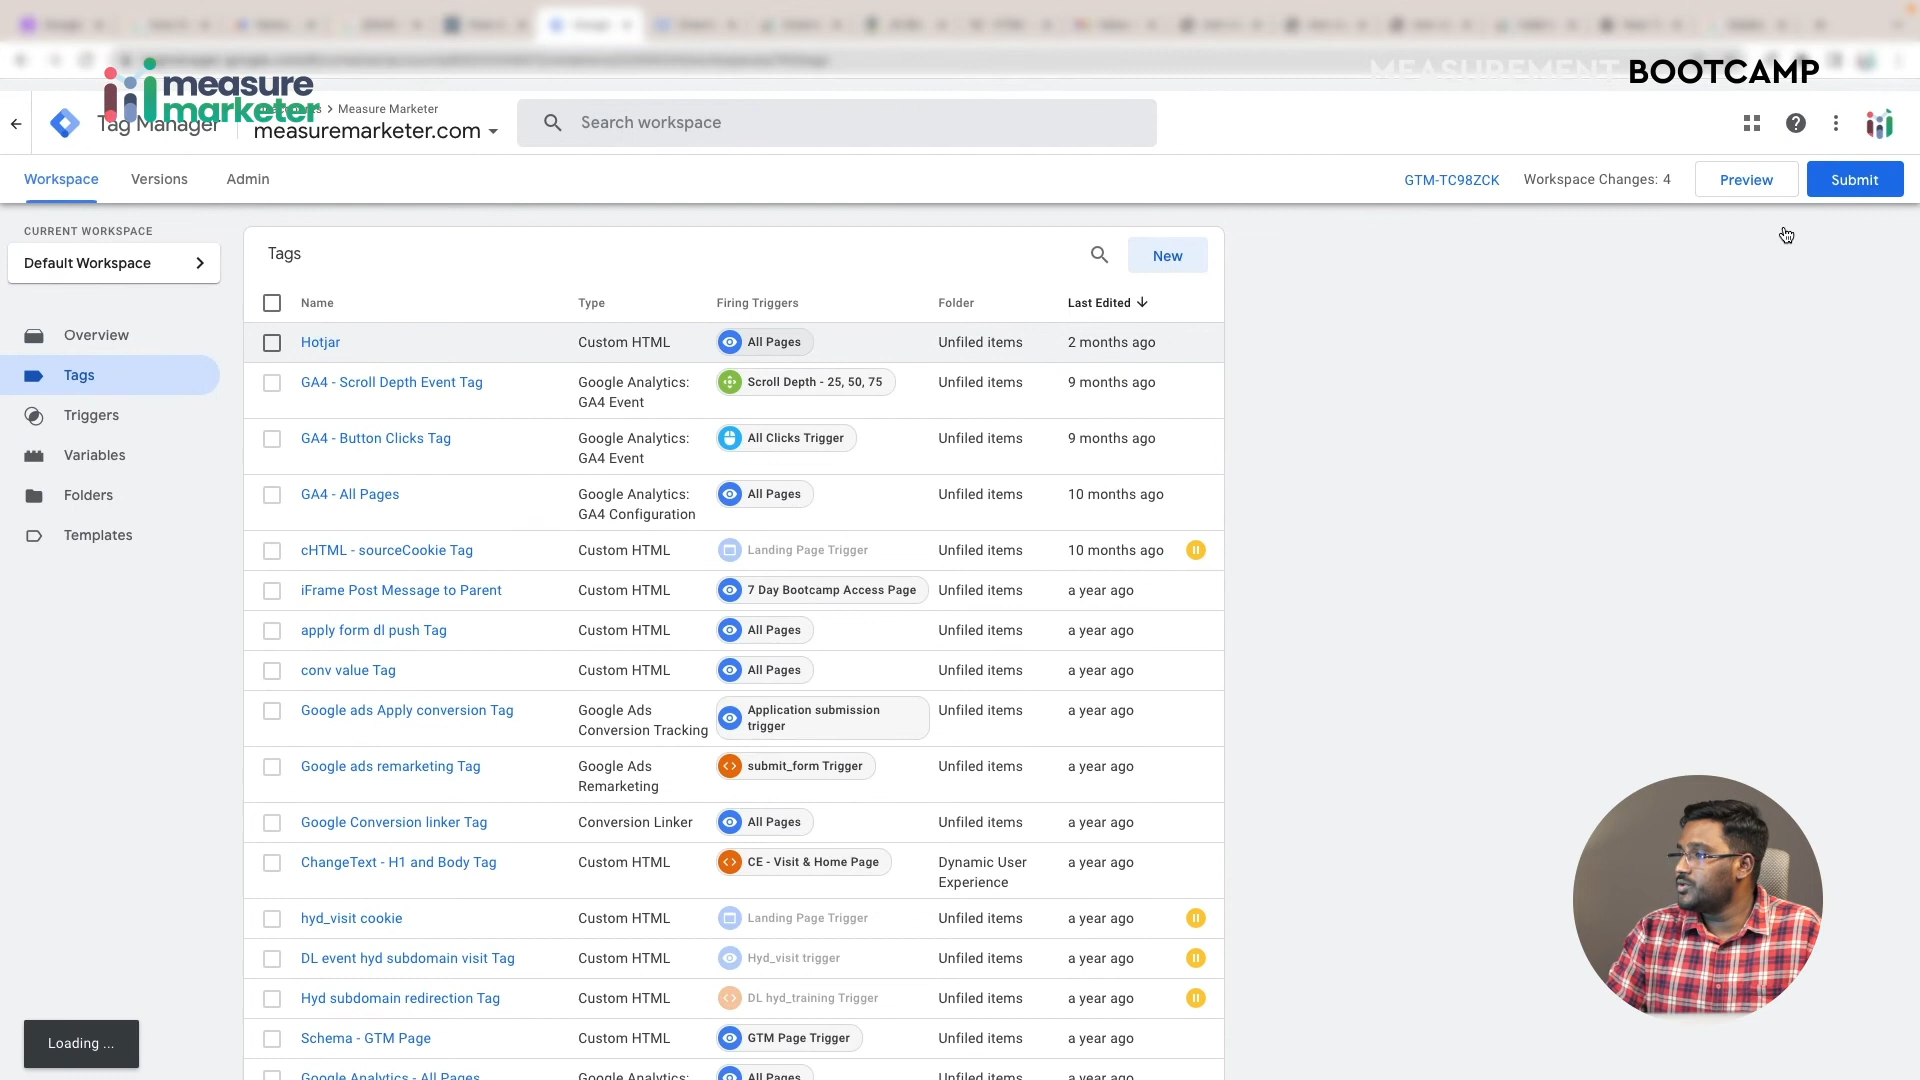 measure
marketer
MEASUREMENT BOOTCAMP
Tag Manager
Measure Marketer
measuremarketer.com
Search workspace
Workspace
Versions
Admin
GTM-TC98ZCK
Workspace Changes: 4
Preview
Submit
CURRENT WORKSPACE
Default Workspace
Overview
Tags
Triggers
Variables
Folders
Templates
Tags
New
Name
Type
Firing Triggers
Folder
Last Edited
Hotjar
Custom HTML
All Pages
Unfiled items
2 months ago
GA4 - Scroll Depth Event Tag
Google Analytics:
GA4 Event
Scroll Depth - 25, 50, 75
Unfiled items
9 months ago
GA4 - Button Clicks Tag
Google Analytics:
GA4 Event
All Clicks Trigger
Unfiled items
9 months ago
GA4 - All Pages
Google Analytics:
GA4 Configuration
All Pages
Unfiled items
10 months ago
cHTML - sourceCookie Tag
Custom HTML
Landing Page Trigger
Unfiled items
10 months ago
iFrame Post Message to Parent
Custom HTML
7 Day Bootcamp Access Page
Unfiled items
a year ago
apply form dl push Tag
Custom HTML
All Pages
Unfiled items
a year ago
conv value Tag
Custom HTML
All Pages
Unfiled items
a year ago
Google ads Apply conversion Tag
Google Ads
Conversion Tracking
Application submission
trigger
Unfiled items
a year ago
Google ads remarketing Tag
Google Ads
Remarketing
submit_form Trigger
Unfiled items
a year ago
Google Conversion linker Tag
Conversion Linker
All Pages
Unfiled items
a year ago
ChangeText - H1 and Body Tag
Custom HTML
CE - Visit & Home Page
Dynamic User
Experience
a year ago
hyd_visit cookie
Custom HTML
Landing Page Trigger
Unfiled items
a year ago
DL event hyd subdomain visit Tag
Custom HTML
Hyd_visit trigger
Unfiled items
a year ago
Hyd subdomain redirection Tag
Custom HTML
DL hyd_training Trigger
Unfiled items
a year ago
Schema - GTM Page
Custom HTML
GTM Page Trigger
Unfiled items
a year ago
Google Analytics - All Pages
Google Analytics:
All Pages
Unfiled items
a year ago
Loading ...